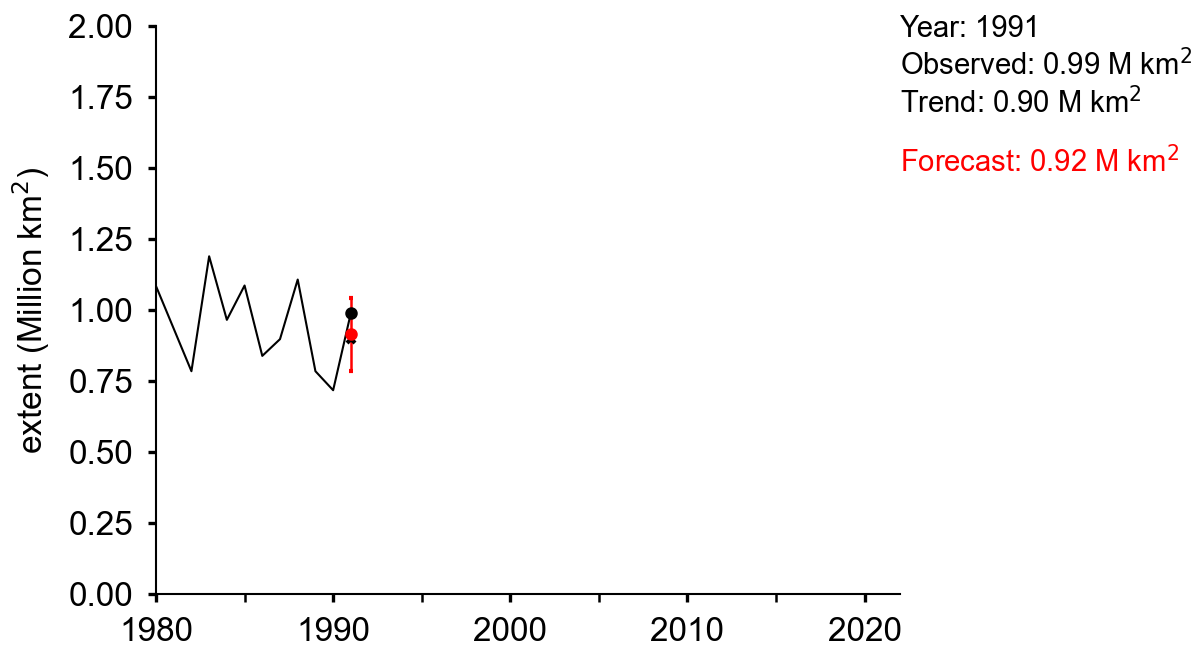 2.00
1.75
1.50
1.25
1.00
0.75
0.50
0.25
0.00
extent (Million km²)
1980
1990
2000
2010
2020
Year: 1991
Observed: 0.99 M km²
Trend: 0.90 M km²
Forecast: 0.92 M km²